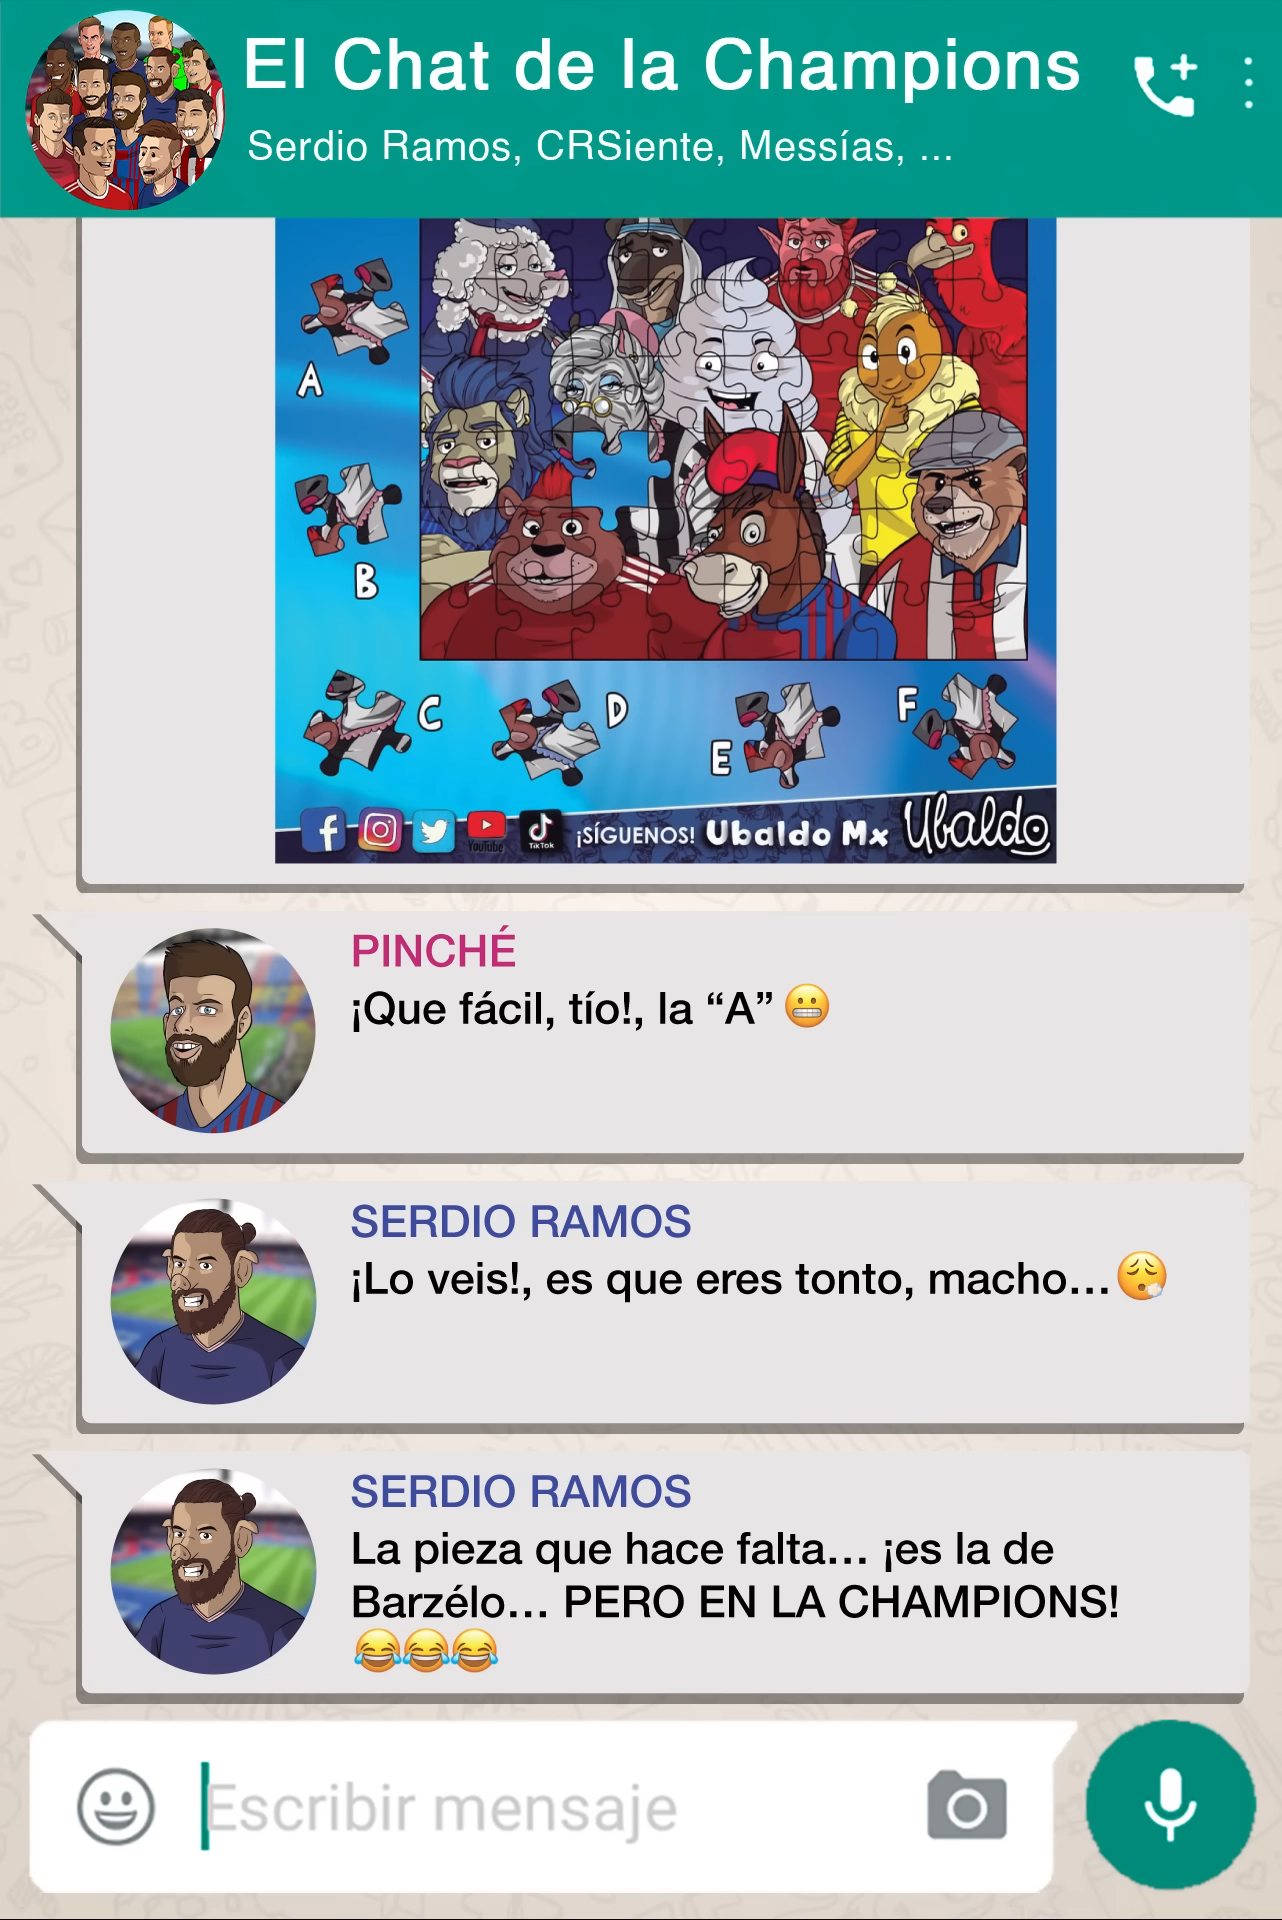 El Chat de la Champions
Serdio Ramos, CRSiente, Messías, ...
A
B
C
D
E
F
YouTube
TikTok
¡SÍGUENOS! Ubaldo Mx
Ubaldo
PINCHÉ
¡Que fácil, tío!, la “A” 😬
SERDIO RAMOS
¡Lo veis!, es que eres tonto, macho... 😮‍💨
SERDIO RAMOS
La pieza que hace falta... ¡es la de
Barzélo... PERO EN LA CHAMPIONS!
😂😂😂
Escribir mensaje